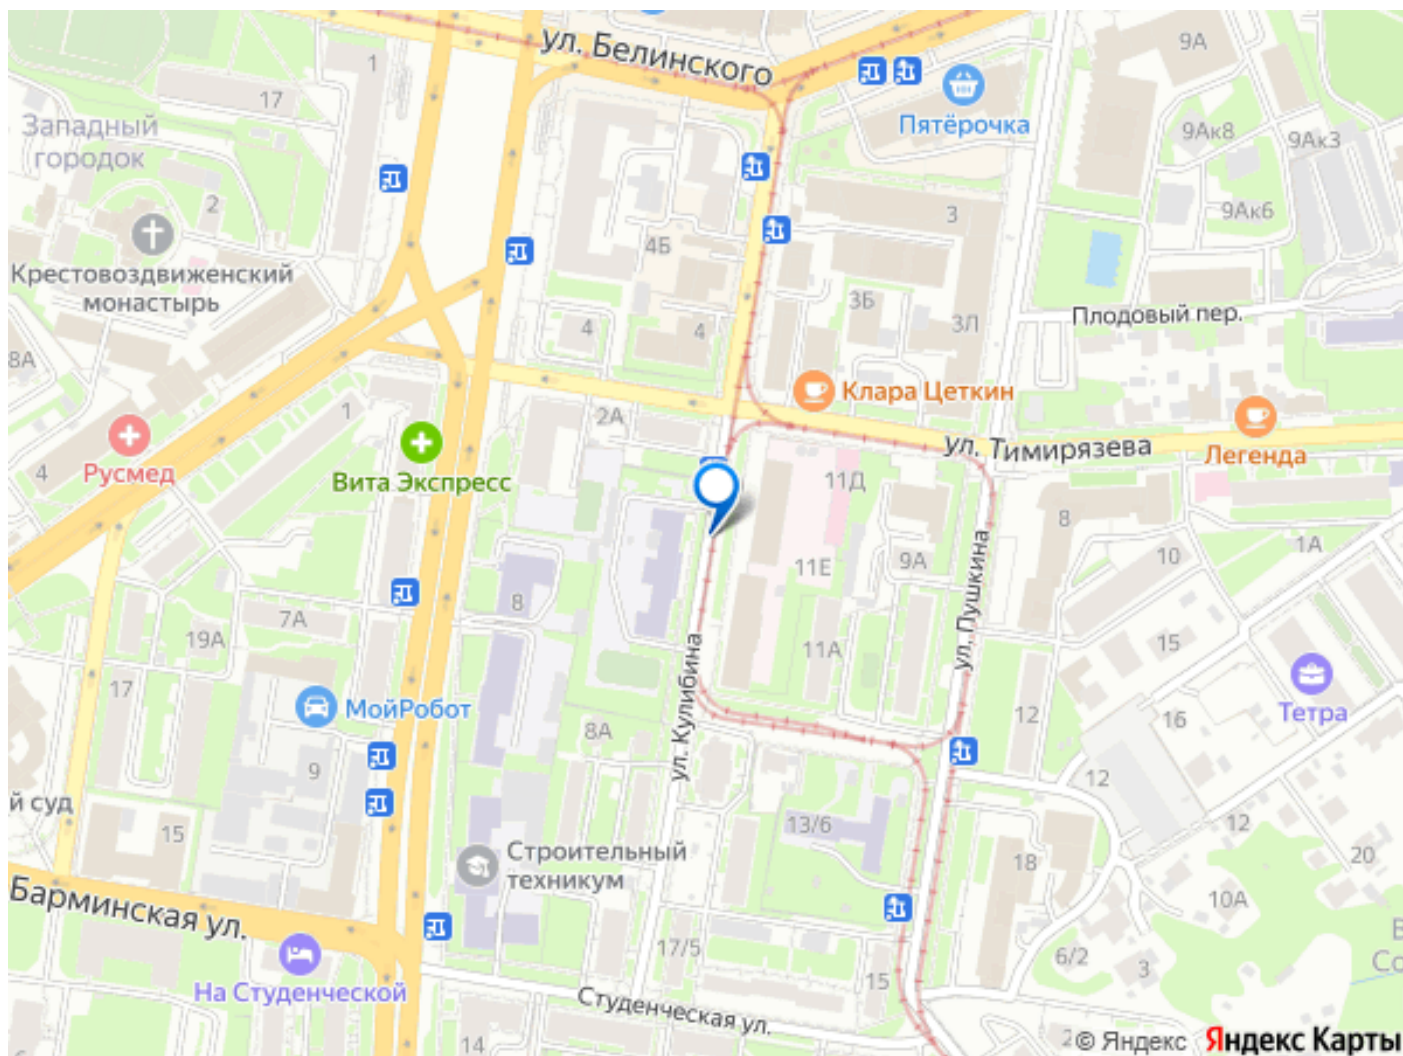 ул. Белинского
1
17
Западный
городок
2
Крестовоздвиженский
монастырь
8А
Пятёрочка
9А
9Ак8
9Ак3
9Ак6
3
4Б
3Б
3Л
4
4
Плодовый пер.
Клара Цеткин
ул. Тимирязева
Легенда
1
2А
4
Русмед
Вита Экспресс
11Д
8
10
1А
11Е
9А
ул. Пушкина
8
7А
19А
15
11А
ул. Кулибина
17
МойРобот
12
16
Тетра
8А
9
12
й суд
15
13/6
12
Строительный
техникум
18
20
10А
Барминская ул.
17/5
6/2
3
15
На Студенческой
Студенческая ул.
В
Со
14
2
© Яндекс
Яндекс Карты